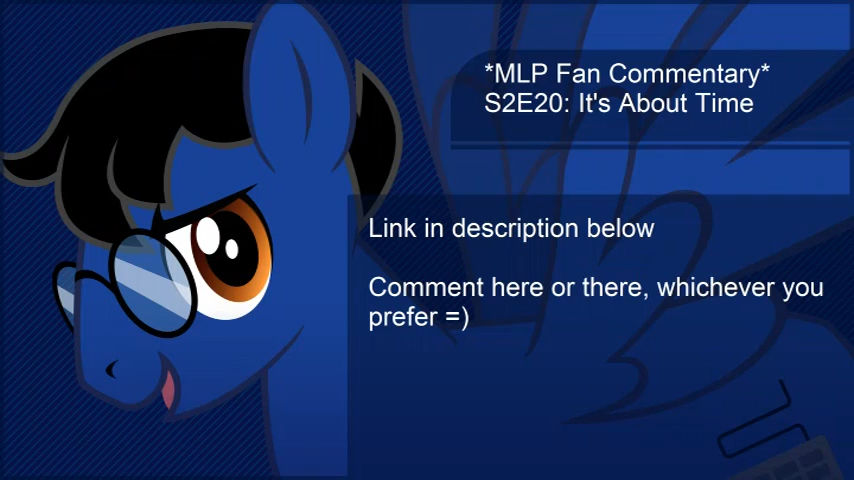 *MLP Fan Commentary*
S2E20: It's About Time
Link in description below
Comment here or there, whichever you
prefer =)